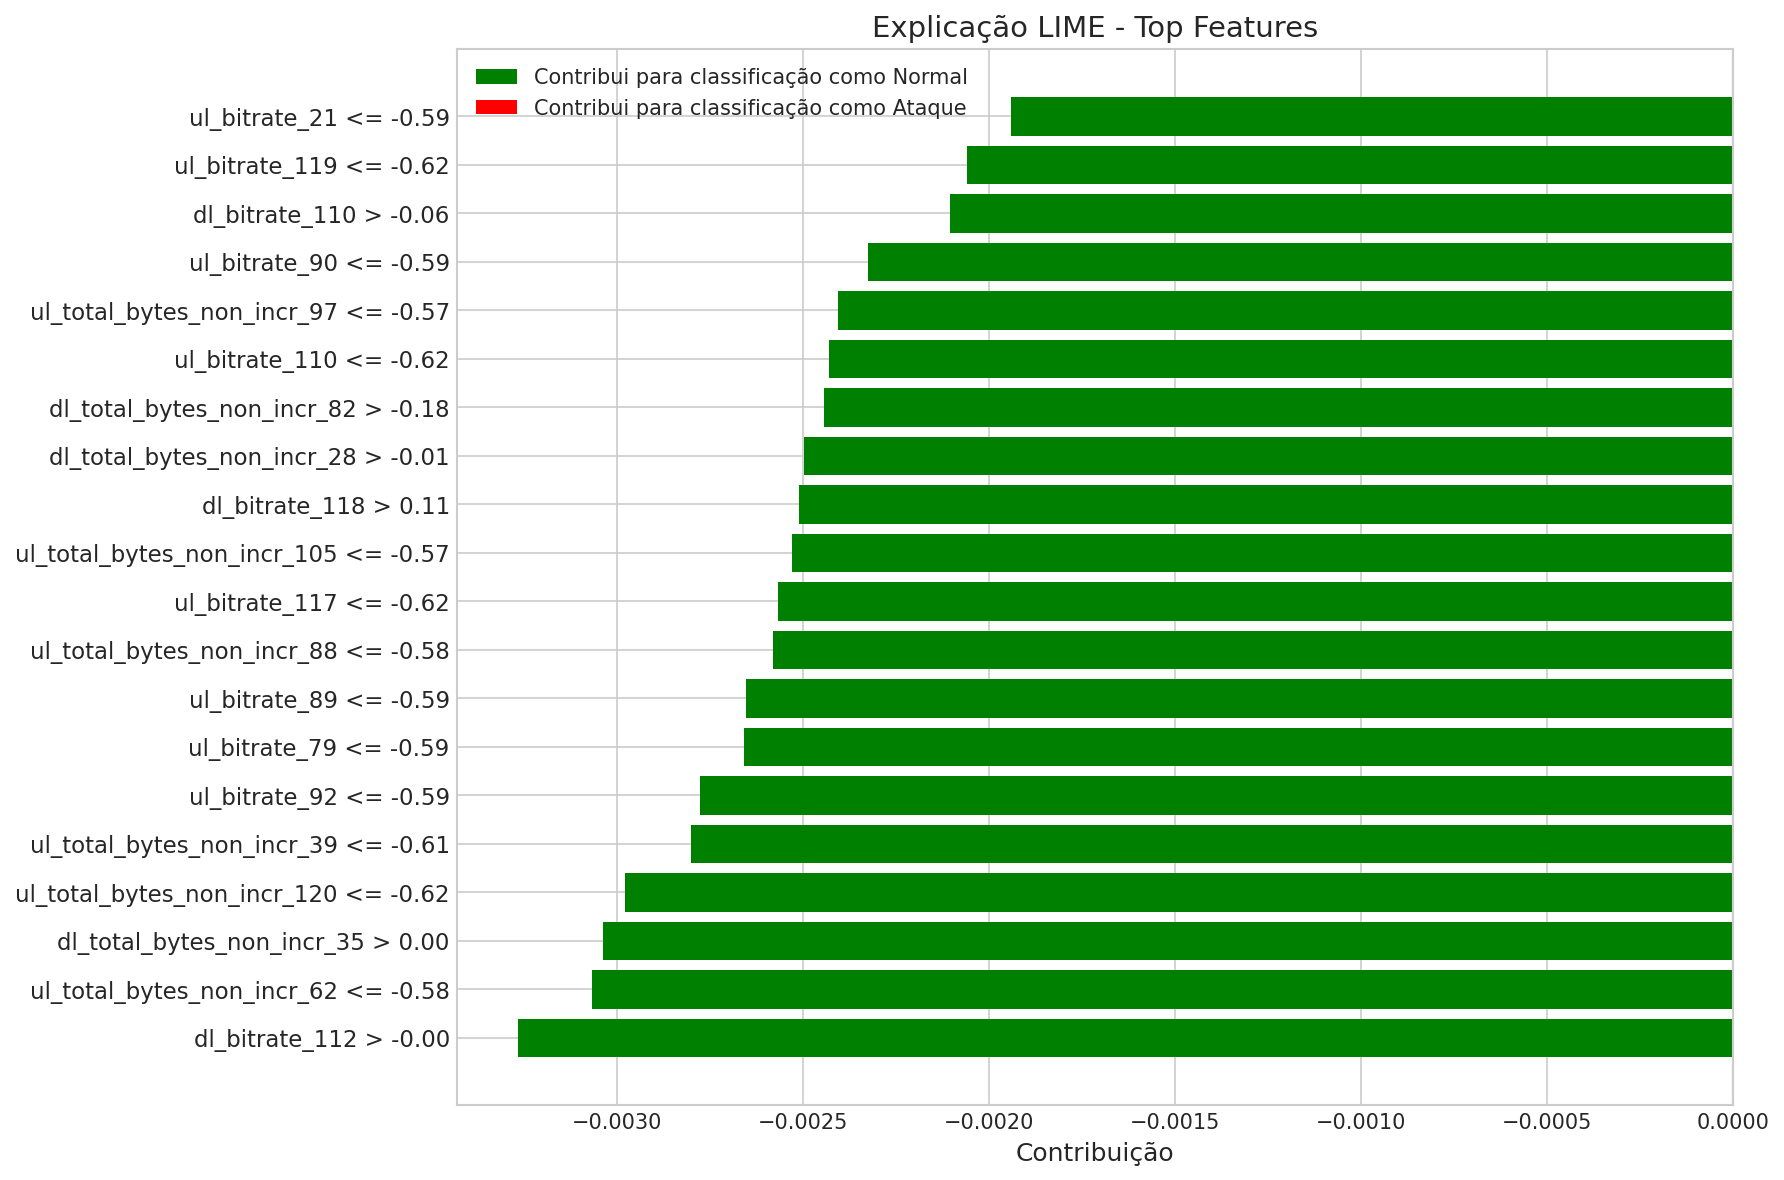 Explicação LIME - Top Features
Contribui para classificação como Normal
Contribui para classificação como Ataque
ul_bitrate_21 <= -0.59
ul_bitrate_119 <= -0.62
dl_bitrate_110 > -0.06
ul_bitrate_90 <= -0.59
ul_total_bytes_non_incr_97 <= -0.57
ul_bitrate_110 <= -0.62
dl_total_bytes_non_incr_82 > -0.18
dl_total_bytes_non_incr_28 > -0.01
dl_bitrate_118 > 0.11
ul_total_bytes_non_incr_105 <= -0.57
ul_bitrate_117 <= -0.62
ul_total_bytes_non_incr_88 <= -0.58
ul_bitrate_89 <= -0.59
ul_bitrate_79 <= -0.59
ul_bitrate_92 <= -0.59
ul_total_bytes_non_incr_39 <= -0.61
ul_total_bytes_non_incr_120 <= -0.62
dl_total_bytes_non_incr_35 > 0.00
ul_total_bytes_non_incr_62 <= -0.58
dl_bitrate_112 > -0.00
−0.0030 −0.0025 −0.0020 −0.0015 −0.0010 −0.0005 0.0000
Contribuição